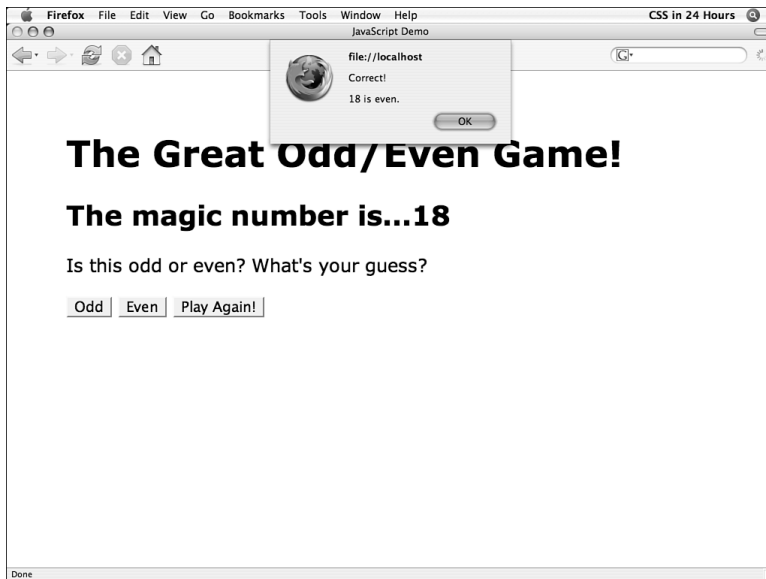 Firefox File Edit View Go Bookmarks Tools Window Help CSS in 24 Hours
JavaScript Demo
G
file://localhost
Correct!
18 is even.
OK
The Great Odd/Even Game!
The magic number is...18
Is this odd or even? What's your guess?
Odd Even Play Again!
Done